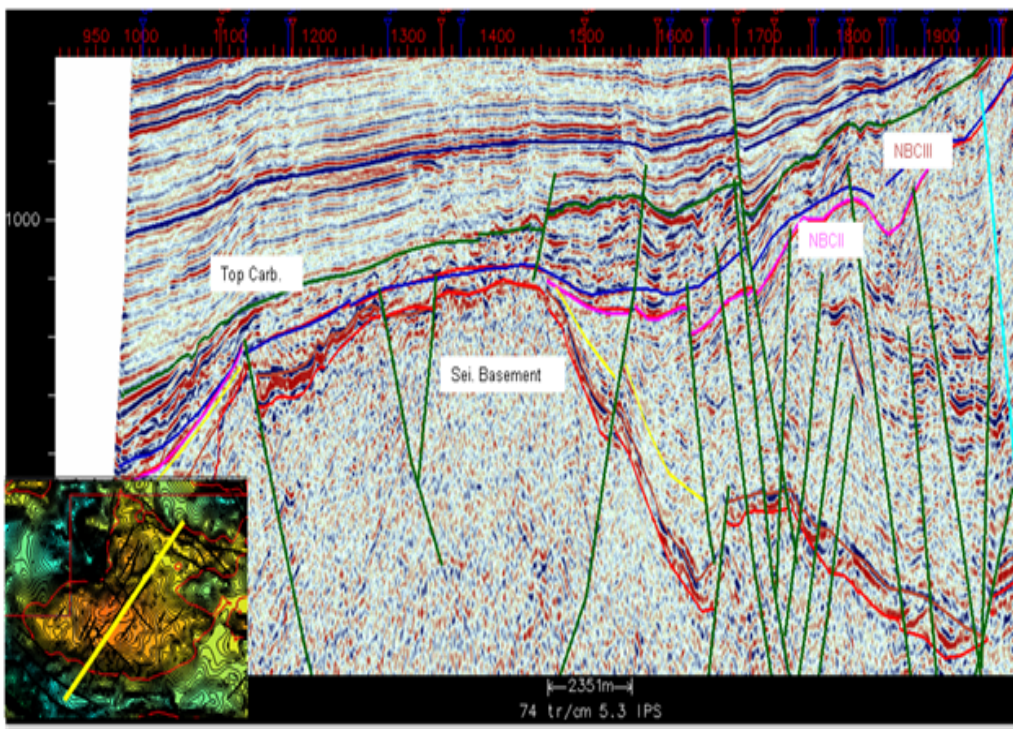 950 1000 1100 1200 1300 1400 1500 1600 1700 1800 1900
NBCIII
1000
NBCII
Top Carb.
Sei. Basement
2351m
74 tr/cm 5.3 IPS